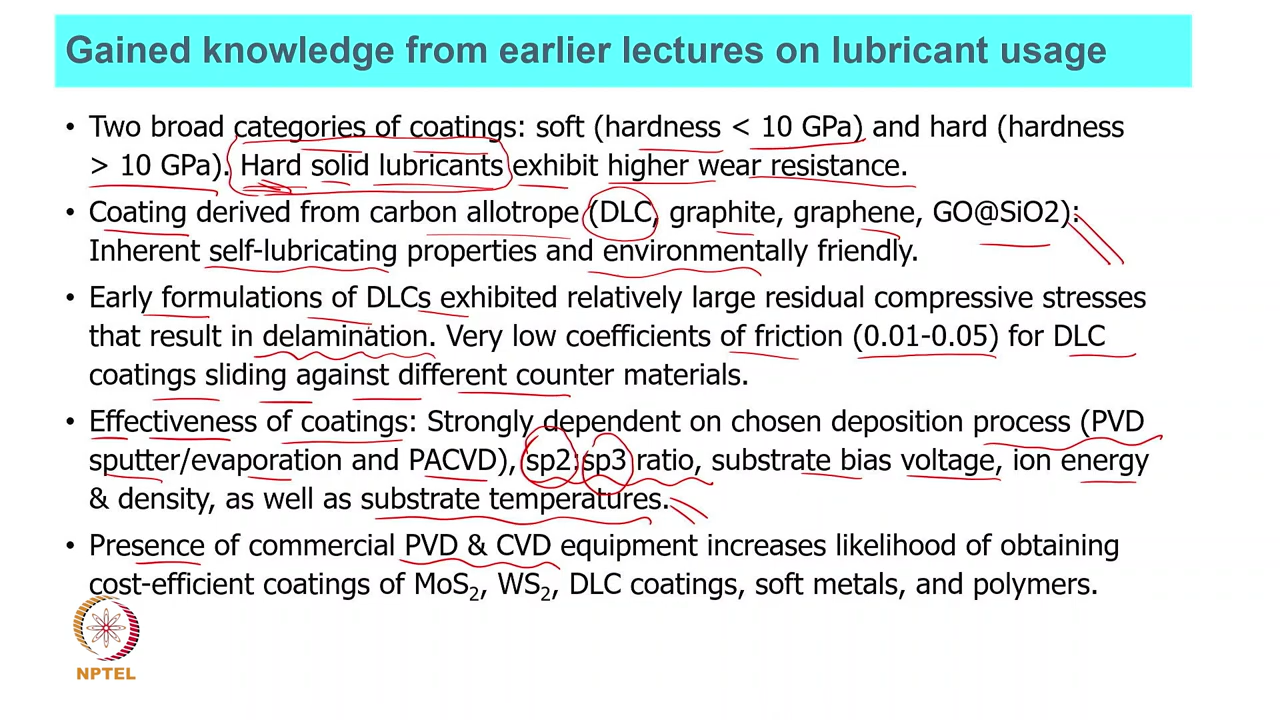 Gained knowledge from earlier lectures on lubricant usage
• Two broad categories of coatings: soft (hardness < 10 GPa) and hard (hardness
> 10 GPa). Hard solid lubricants exhibit higher wear resistance.
• Coating derived from carbon allotrope (DLC, graphite, graphene, GO@SiO2):
Inherent self-lubricating properties and environmentally friendly.
• Early formulations of DLCs exhibited relatively large residual compressive stresses
that result in delamination. Very low coefficients of friction (0.01-0.05) for DLC
coatings sliding against different counter materials.
• Effectiveness of coatings: Strongly dependent on chosen deposition process (PVD
sputter/evaporation and PACVD), sp2:sp3 ratio, substrate bias voltage, ion energy
& density, as well as substrate temperatures.
• Presence of commercial PVD & CVD equipment increases likelihood of obtaining
cost-efficient coatings of MoS₂, WS₂, DLC coatings, soft metals, and polymers.
NPTEL